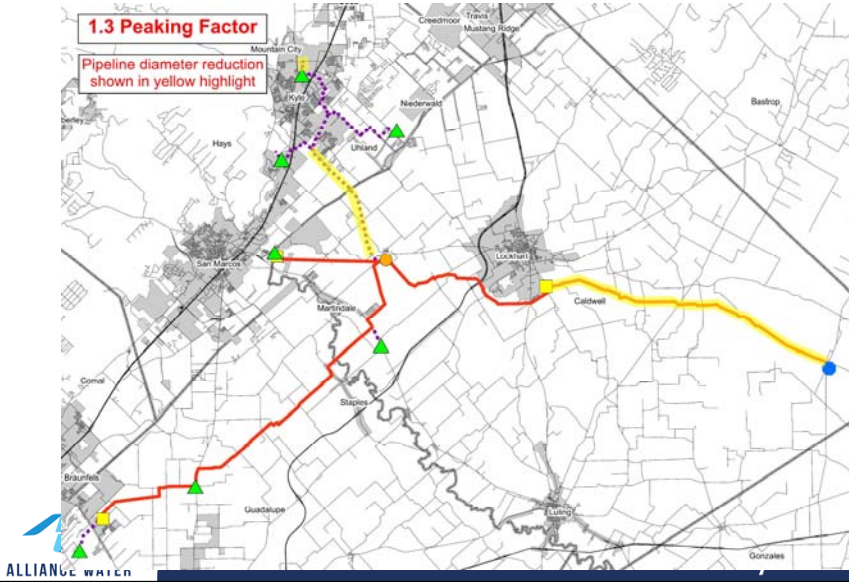 1.3 Peaking Factor
Pipeline diameter reduction
shown in yellow highlight
Creedmoor
Travis
Mustang Ridge
Mountain City
Kyle
Niederwald
Bastrop
berley
Hays
Uhland
San Marcos
Lockhart
Martindale
Caldwell
Comal
Staples
Braunfels
Guadalupe
Luling
Gonzales
ALLIANCE WATER